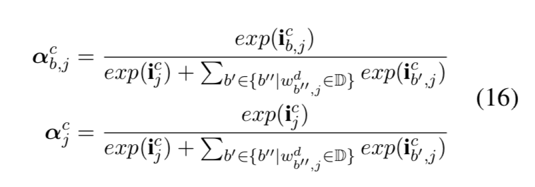 α^c_{b,j} = exp(i^c_{b,j}) / (exp(i^c_j) + ∑_{b′∈{b″|w^d_{b″,j}∈𝔻}} exp(i^c_{b′,j}))
(16)
α^c_j = exp(i^c_j) / (exp(i^c_j) + ∑_{b′∈{b″|w^d_{b″,j}∈𝔻}} exp(i^c_{b′,j}))